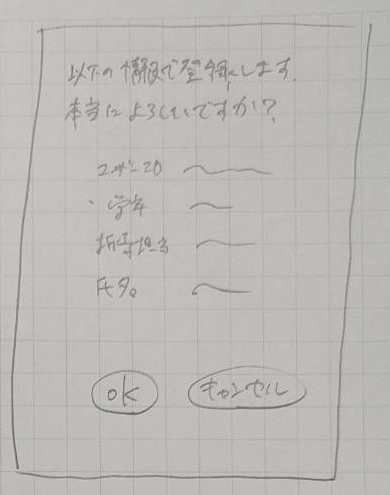 以下の情報で登録します.
本当によろしいですか?
ユーザーID
・学年
指導担当
氏名
OK
キャンセル